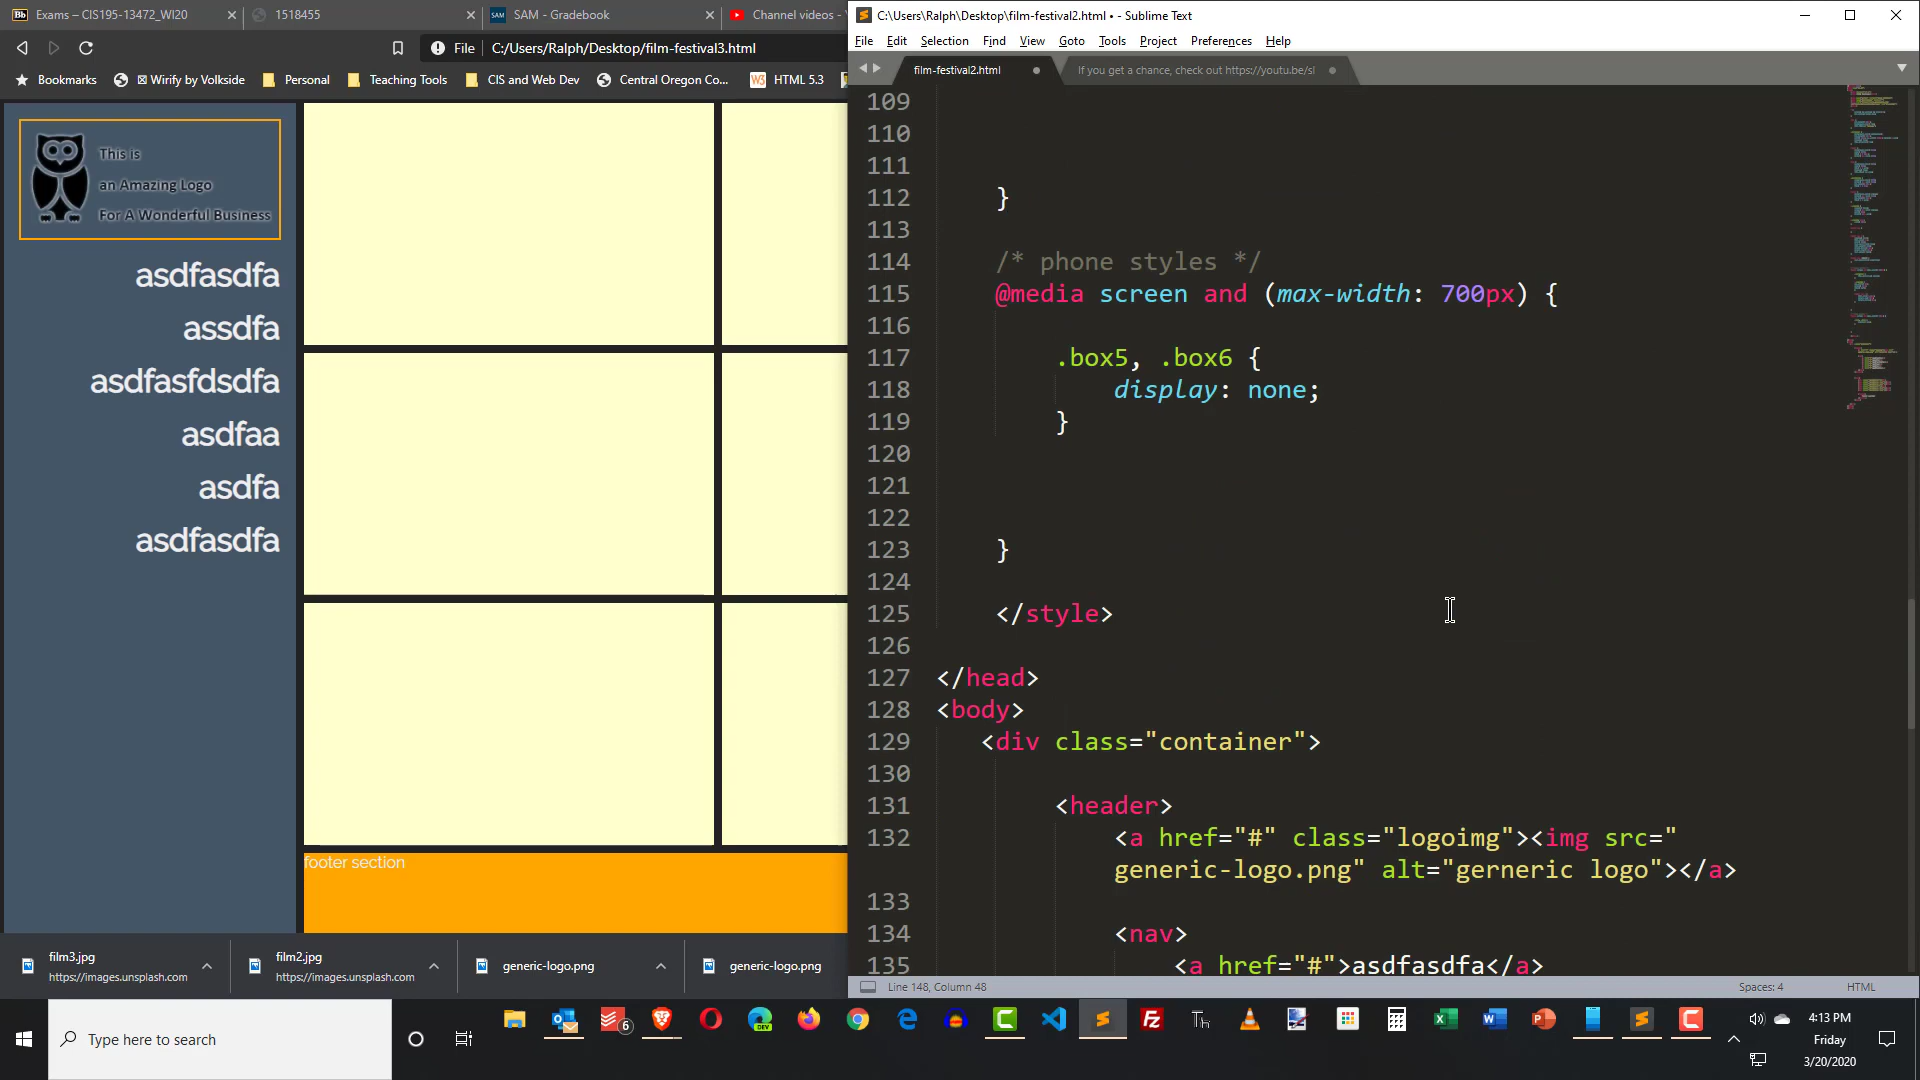 Exams – CIS195-13472_WI20
1518455
SAM - Gradebook
Channel videos - Y
File
C:/Users/Ralph/Desktop/film-festival3.html
Bookmarks
Wirify by Volkside
Personal
Teaching Tools
CIS and Web Dev
Central Oregon Co...
HTML 5.3
This is
an Amazing Logo
For A Wonderful Business
asdfasdfa
assdfa
asdfasfdsdfa
asdfaa
asdfa
asdfasdfa
footer section
film3.jpg
https://images.unsplash.com
film2.jpg
https://images.unsplash.com
generic-logo.png
generic-logo.png
C:\Users\Ralph\Desktop\film-festival2.html • - Sublime Text
File Edit Selection Find View Goto Tools Project Preferences Help
film-festival2.html
If you get a chance, check out https://youtu.be/sl
109
110
111
112 }
113
114 /* phone styles */
115 @media screen and (max-width: 700px) {
116
117 .box5, .box6 {
118 display: none;
119 }
120
121
122
123 }
124
125 </style>
126
127 </head>
128 <body>
129 <div class="container">
130
131 <header>
132 <a href="#" class="logoimg"><img src="
generic-logo.png" alt="gerneric logo"></a>
133
134 <nav>
135 <a href="#">asdfasdfa</a>
Line 148, Column 48
Spaces: 4
HTML
Type here to search
6
4:13 PM
Friday
3/20/2020